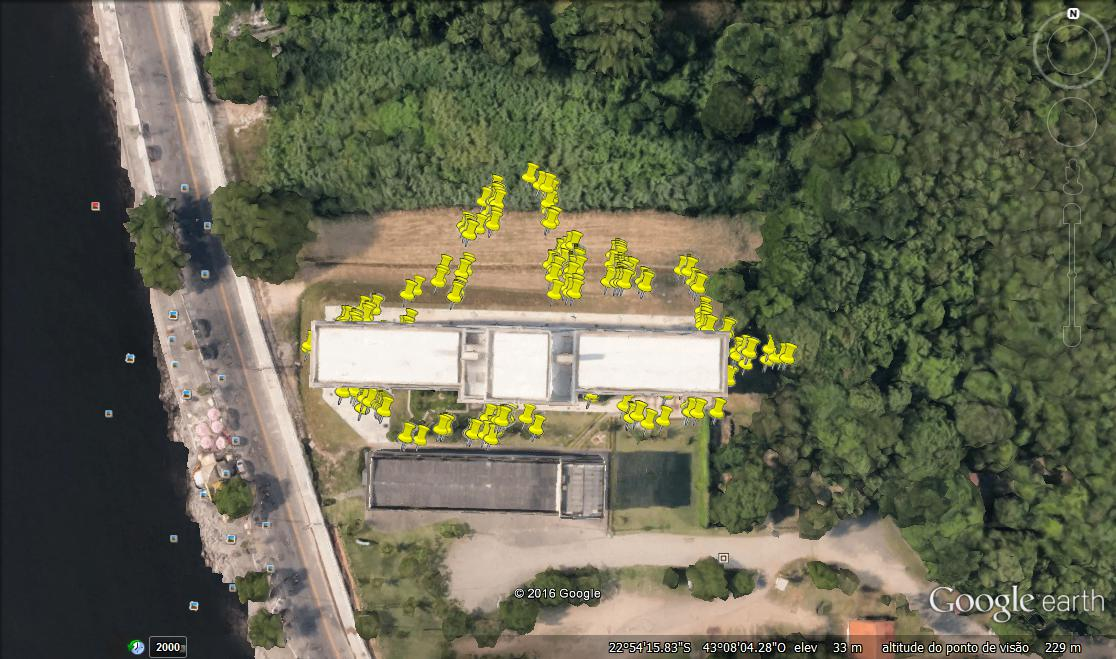 N
© 2016 Google
Google earth
2000
22°54'15.83"S 43°08'04.28"O elev 33 m altitude do ponto de visão 229 m